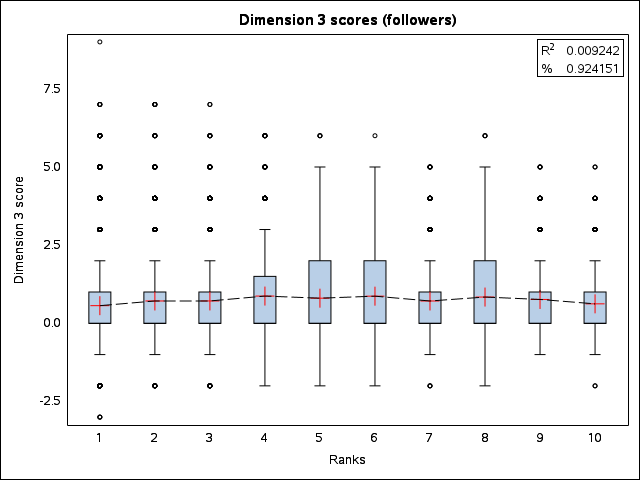 Dimension 3 scores (followers)
R² 0.009242
% 0.924151
7.5
5.0
2.5
0.0
-2.5
Dimension 3 score
1 2 3 4 5 6 7 8 9 10
Ranks